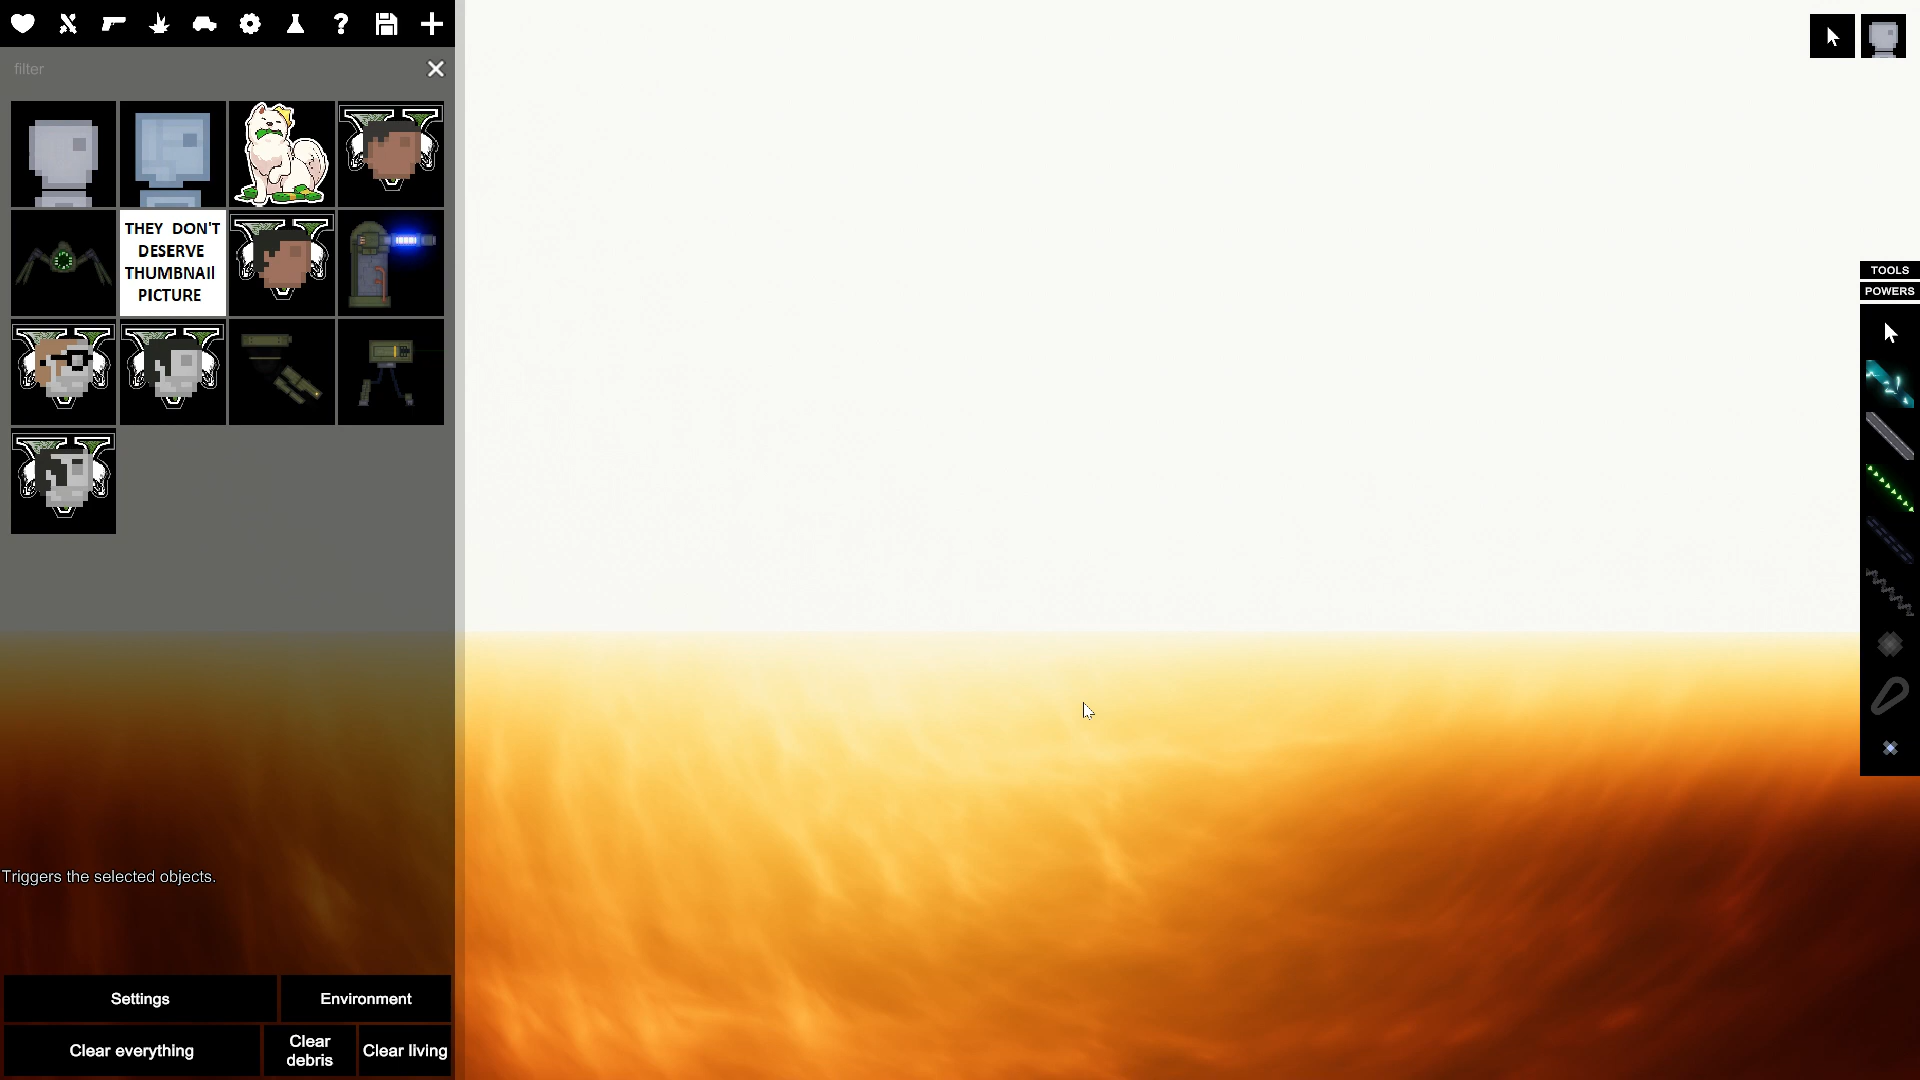 filter
THEY DON'T
DESERVE
THUMBNAIl
PICTURE
TOOLS
POWERS
Triggers the selected objects.
Settings
Environment
Clear everything
Clear
debris
Clear living